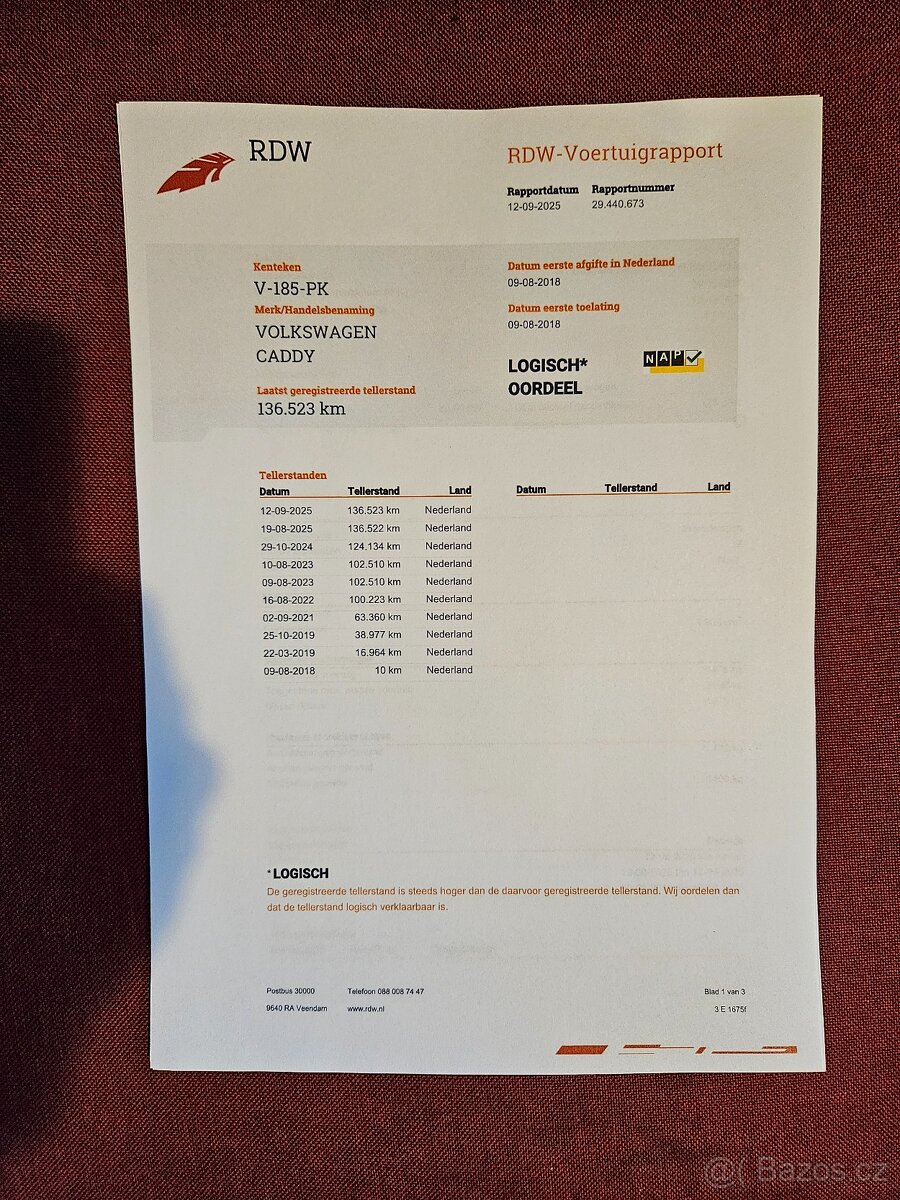 RDW
RDW-Voertuigrapport
Rapportdatum Rapportnummer
12-09-2025 29.440.673
Kenteken
V-185-PK
Merk/Handelsbenaming
VOLKSWAGEN
CADDY
Laatst geregistreerde tellerstand
136.523 km
Datum eerste afgifte in Nederland
09-08-2018
Datum eerste toelating
09-08-2018
LOGISCH*
OORDEEL
NAP
Tellerstanden
Datum Tellerstand Land Datum Tellerstand Land
12-09-2025 136.523 km Nederland
19-08-2025 136.522 km Nederland
29-10-2024 124.134 km Nederland
10-08-2023 102.510 km Nederland
09-08-2023 102.510 km Nederland
16-08-2022 100.223 km Nederland
02-09-2021 63.360 km Nederland
25-10-2019 38.977 km Nederland
22-03-2019 16.964 km Nederland
09-08-2018 10 km Nederland
* LOGISCH
De geregistreerde tellerstand is steeds hoger dan de daarvoor geregistreerde tellerstand. Wij oordelen dan
dat de tellerstand logisch verklaarbaar is.
Postbus 30000 Telefoon 088 008 74 47 Blad 1 van 3
9640 RA Veendam www.rdw.nl 3 E 1675f
@( Bazos.cz